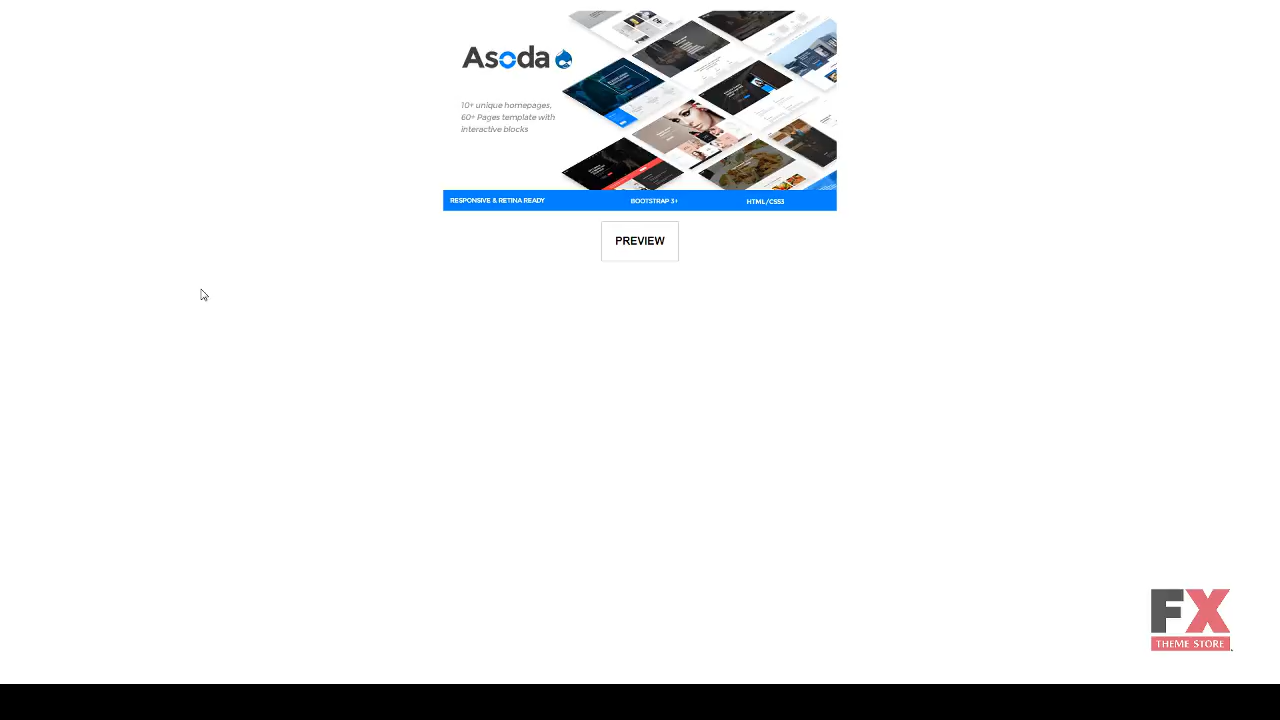 Asoda
10+ unique homepages,
60+ Pages template with
interactive blocks
RESPONSIVE & RETINA READY
BOOTSTRAP 3+
HTML/CSS3
PREVIEW
FX
THEME STORE